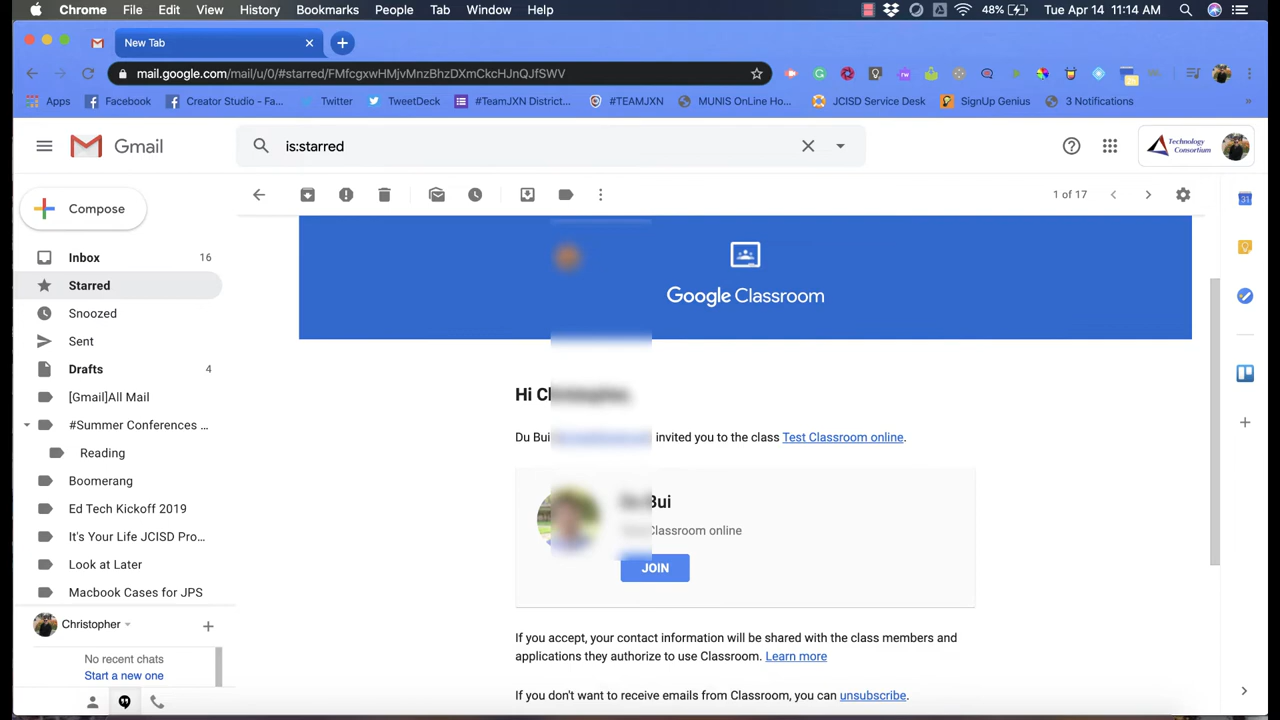 Chrome File Edit View History Bookmarks People Tab Window Help 48% Tue Apr 14 11:14 AM
New Tab
mail.google.com/mail/u/0/#starred/FMfcgxwHMjvMnzBhzDXmCkcHJnQJfSWV
Apps Facebook Creator Studio - Fa... Twitter TweetDeck #TeamJXN District... #TEAMJXN MUNIS OnLine Ho... JCISD Service Desk SignUp Genius 3 Notifications »
Gmail is:starred Technology
Consortium
1 of 17
Compose
Inbox 16
Starred
Snoozed
Sent
Drafts 4
[Gmail]All Mail
#Summer Conferences ...
Reading
Boomerang
Ed Tech Kickoff 2019
It's Your Life JCISD Pro...
Look at Later
Macbook Cases for JPS
Christopher
No recent chats
Start a new one
Google Classroom
Hi
Du Bui invited you to the class Test Classroom online.
Bui
Classroom online
JOIN
If you accept, your contact information will be shared with the class members and
applications they authorize to use Classroom. Learn more
If you don't want to receive emails from Classroom, you can unsubscribe.
31